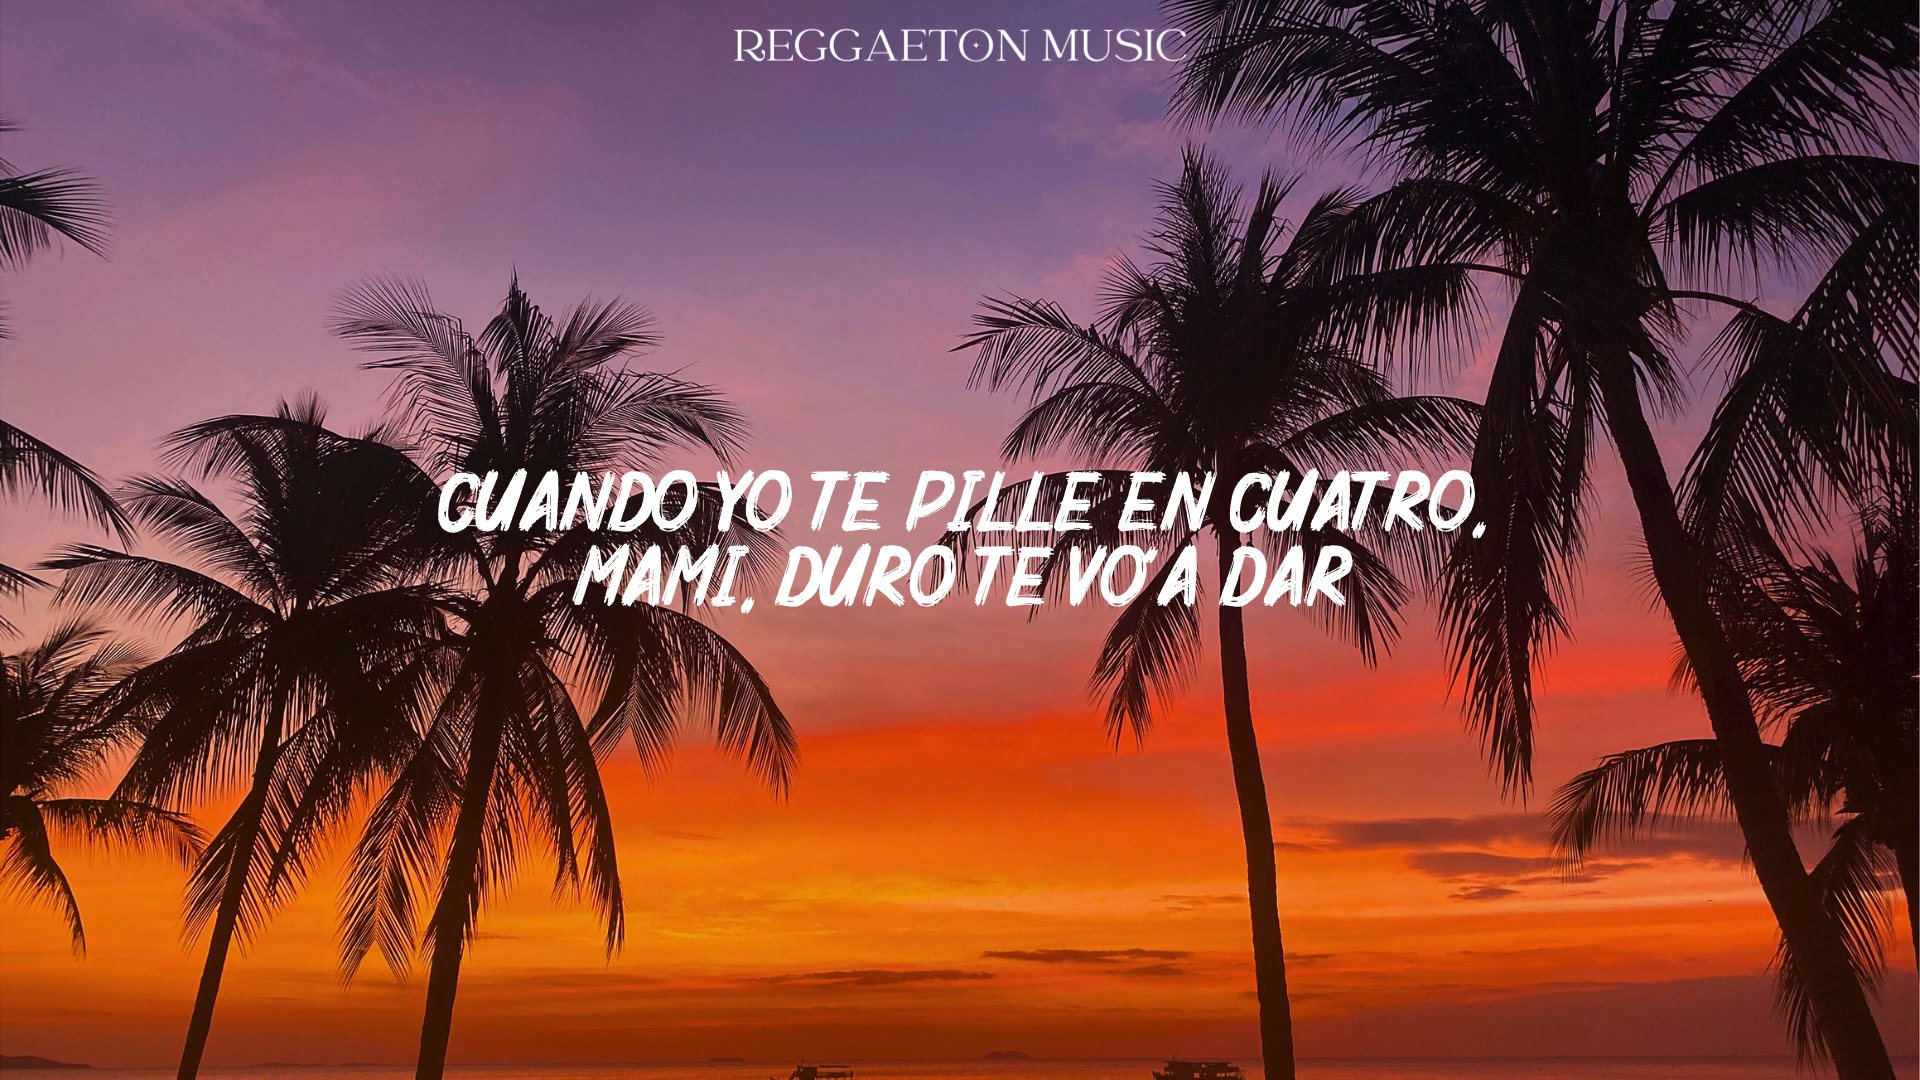 REGGAETON MUSIC
CUANDO YO TE PILLE EN CUATRO,
MAMI, DURO TE VO'A DAR